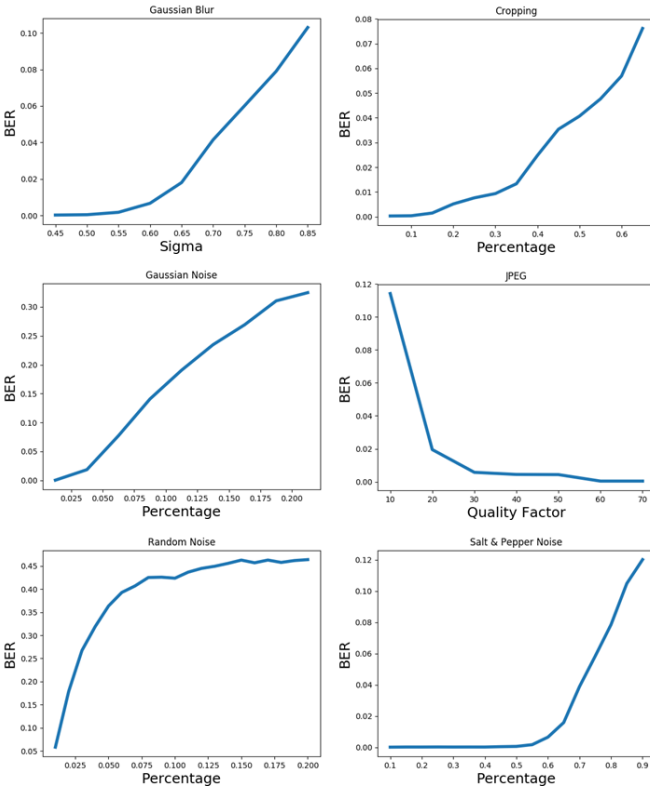 Gaussian Blur
BER
0.10
0.08
0.06
0.04
0.02
0.00
0.45 0.50 0.55 0.60 0.65 0.70 0.75 0.80 0.85
Sigma
Cropping
BER
0.08
0.07
0.06
0.05
0.04
0.03
0.02
0.01
0.00
0.1 0.2 0.3 0.4 0.5 0.6
Percentage
Gaussian Noise
BER
0.30
0.25
0.20
0.15
0.10
0.05
0.00
0.025 0.050 0.075 0.100 0.125 0.150 0.175 0.200
Percentage
JPEG
BER
0.12
0.10
0.08
0.06
0.04
0.02
0.00
10 20 30 40 50 60 70
Quality Factor
Random Noise
BER
0.45
0.40
0.35
0.30
0.25
0.20
0.15
0.10
0.05
0.000 0.025 0.050 0.075 0.100 0.125 0.150 0.175 0.200
Percentage
Salt & Pepper Noise
BER
0.12
0.10
0.08
0.06
0.04
0.02
0.00
0.1 0.2 0.3 0.4 0.5 0.6 0.7 0.8 0.9
Percentage